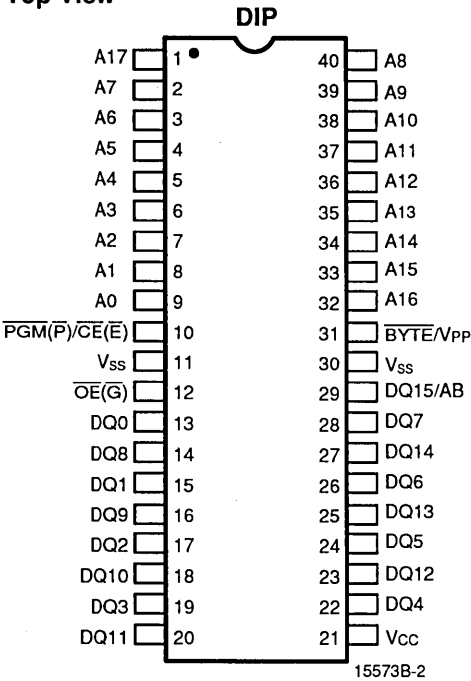 Top View
DIP
A17 1 40 A8
A7 2 39 A9
A6 3 38 A10
A5 4 37 A11
A4 5 36 A12
A3 6 35 A13
A2 7 34 A14
A1 8 33 A15
A0 9 32 A16
PGM(P)/CE(E) 10 31 BYTE/VPP
VSS 11 30 VSS
OE(G) 12 29 DQ15/AB
DQ0 13 28 DQ7
DQ8 14 27 DQ14
DQ1 15 26 DQ6
DQ9 16 25 DQ13
DQ2 17 24 DQ5
DQ10 18 23 DQ12
DQ3 19 22 DQ4
DQ11 20 21 VCC
15573B-2